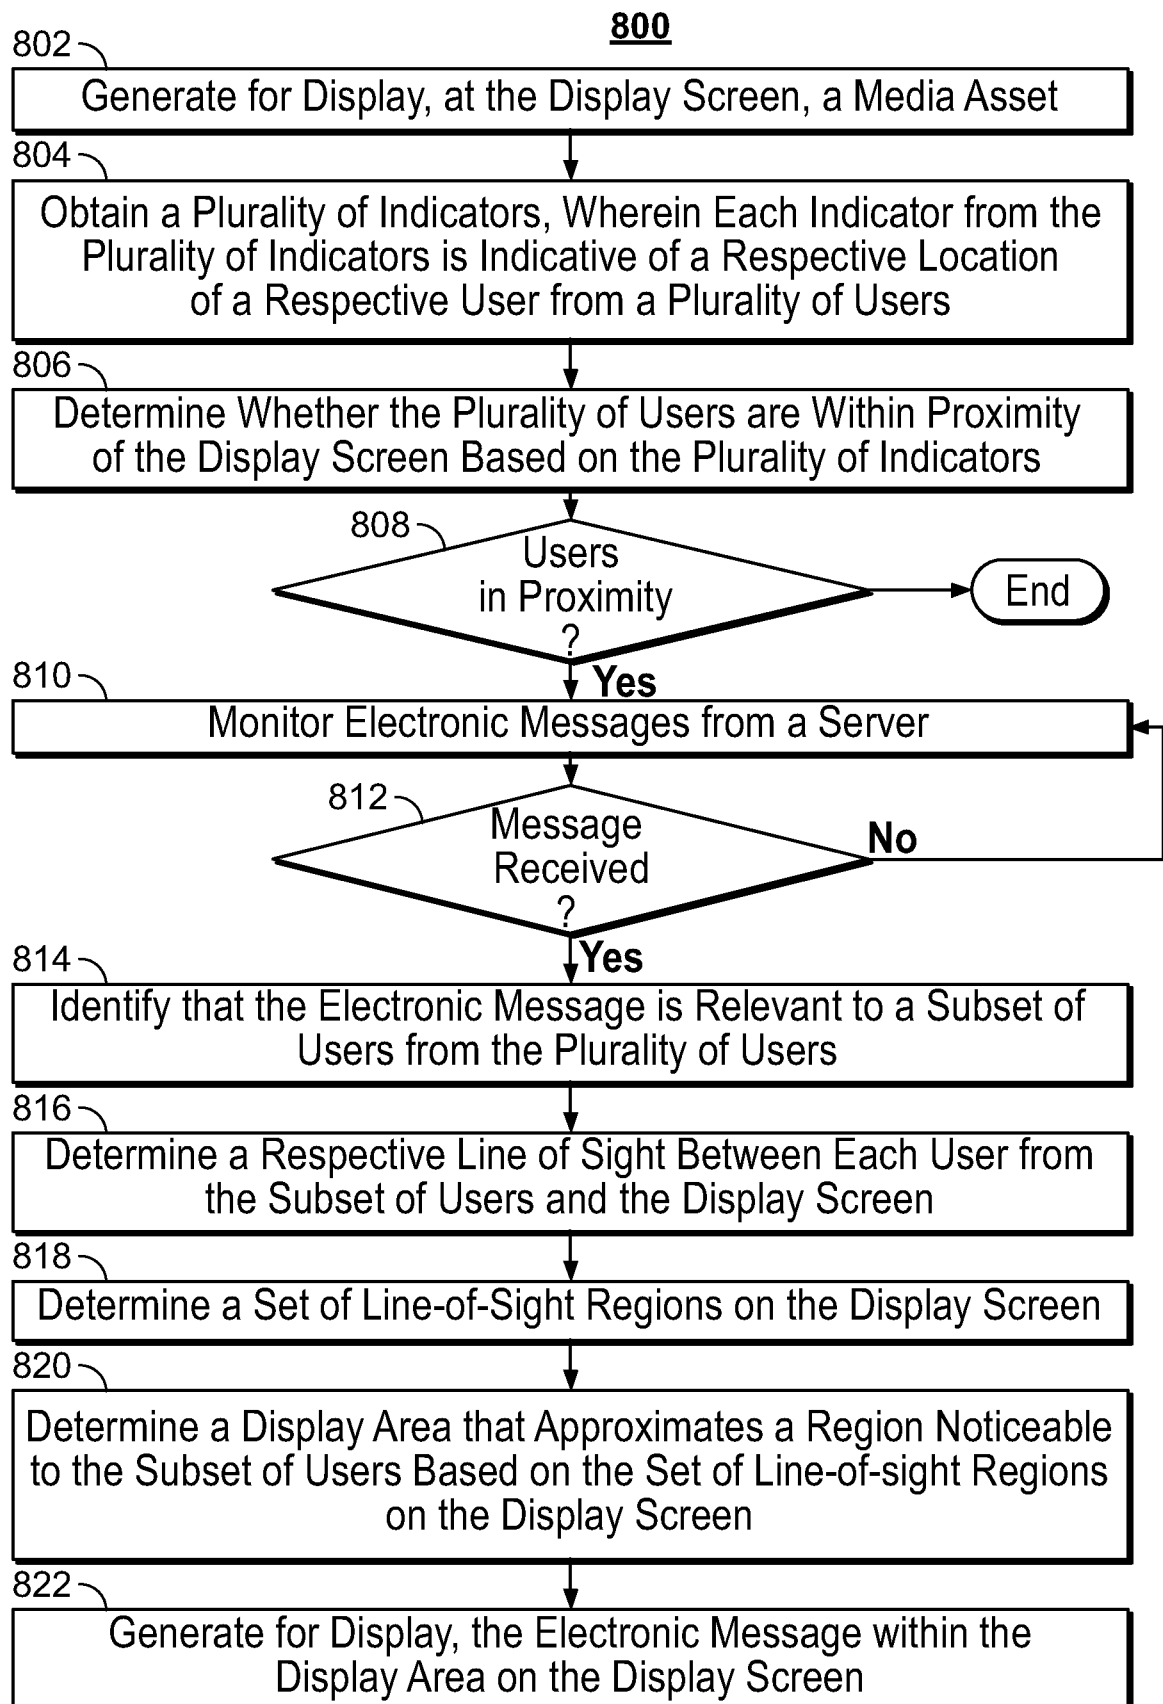 800
802
Generate for Display, at the Display Screen, a Media Asset
804
Obtain a Plurality of Indicators, Wherein Each Indicator from the
Plurality of Indicators is Indicative of a Respective Location
of a Respective User from a Plurality of Users
806
Determine Whether the Plurality of Users are Within Proximity
of the Display Screen Based on the Plurality of Indicators
808
Users
in Proximity
?
End
Yes
810
Monitor Electronic Messages from a Server
812
Message
Received
?
No
Yes
814
Identify that the Electronic Message is Relevant to a Subset of
Users from the Plurality of Users
816
Determine a Respective Line of Sight Between Each User from
the Subset of Users and the Display Screen
818
Determine a Set of Line-of-Sight Regions on the Display Screen
820
Determine a Display Area that Approximates a Region Noticeable
to the Subset of Users Based on the Set of Line-of-sight Regions
on the Display Screen
822
Generate for Display, the Electronic Message within the
Display Area on the Display Screen